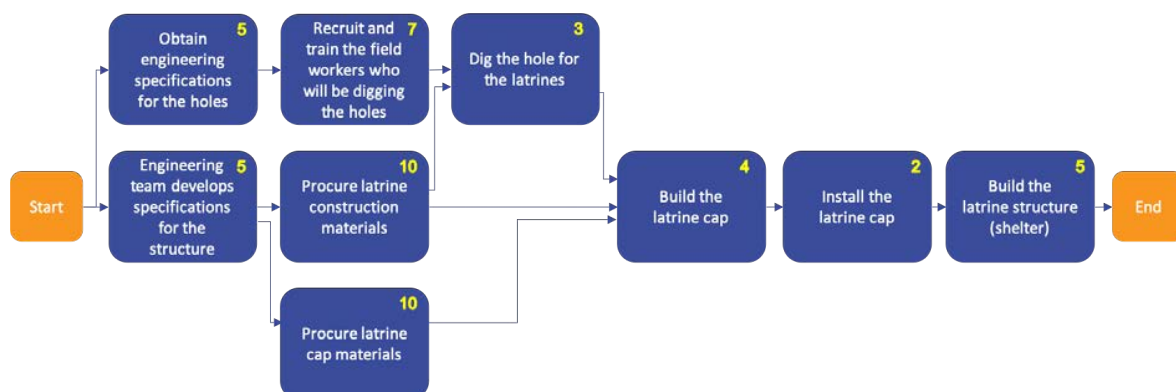 5
Obtain
engineering
specifications
for the holes
7
Recruit and
train the field
workers who
will be digging
the holes
3
Dig the hole for
the latrines
Start
5
Engineering
team develops
specifications
for the
structure
10
Procure latrine
construction
materials
4
Build the
latrine cap
2
Install the
latrine cap
5
Build the
latrine structure
(shelter)
End
10
Procure latrine
cap materials